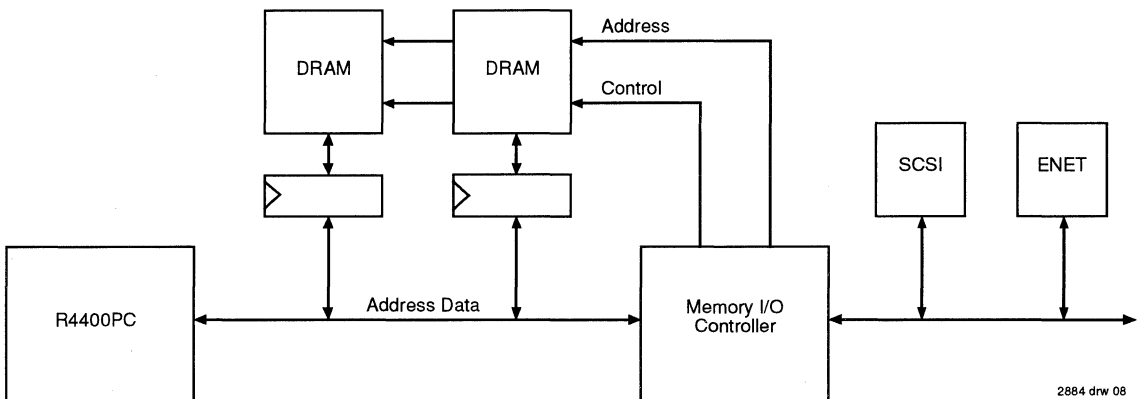 Address
DRAM
DRAM
Control
SCSI
ENET
R4400PC
Address Data
Memory I/O
Controller
2884 drw 08